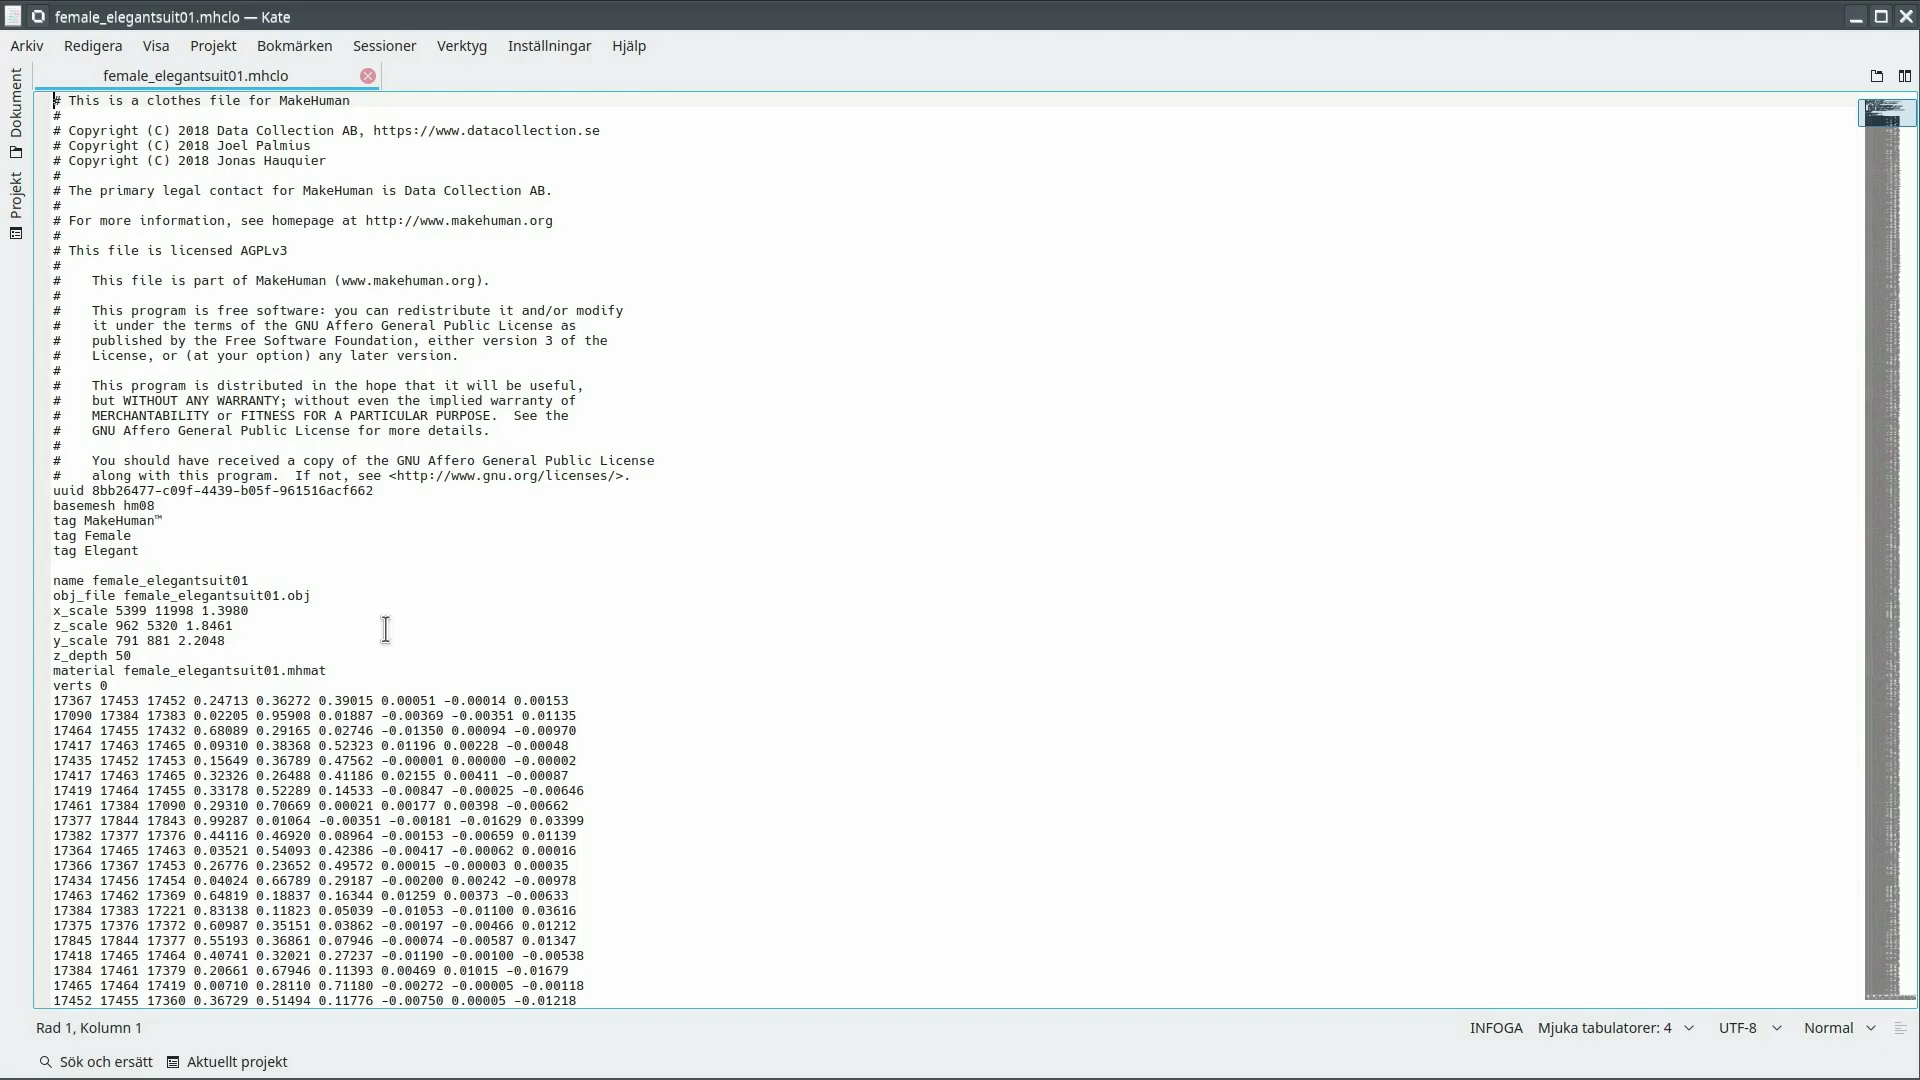 female_elegantsuit01.mhclo — Kate
Arkiv Redigera Visa Projekt Bokmärken Sessioner Verktyg Inställningar Hjälp
female_elegantsuit01.mhclo
Dokument
Projekt
# This is a clothes file for MakeHuman
#
# Copyright (C) 2018 Data Collection AB, https://www.datacollection.se
# Copyright (C) 2018 Joel Palmius
# Copyright (C) 2018 Jonas Hauquier
#
# The primary legal contact for MakeHuman is Data Collection AB.
#
# For more information, see homepage at http://www.makehuman.org
#
# This file is licensed AGPLv3
#
#    This file is part of MakeHuman (www.makehuman.org).
#
#    This program is free software: you can redistribute it and/or modify
#    it under the terms of the GNU Affero General Public License as
#    published by the Free Software Foundation, either version 3 of the
#    License, or (at your option) any later version.
#
#    This program is distributed in the hope that it will be useful,
#    but WITHOUT ANY WARRANTY; without even the implied warranty of
#    MERCHANTABILITY or FITNESS FOR A PARTICULAR PURPOSE.  See the
#    GNU Affero General Public License for more details.
#
#    You should have received a copy of the GNU Affero General Public License
#    along with this program.  If not, see <http://www.gnu.org/licenses/>.
uuid 8bb26477-c09f-4439-b05f-961516acf662
basemesh hm08
tag MakeHuman™
tag Female
tag Elegant
name female_elegantsuit01
obj_file female_elegantsuit01.obj
x_scale 5399 11998 1.3980
z_scale 962 5320 1.8461
y_scale 791 881 2.2048
z_depth 50
material female_elegantsuit01.mhmat
verts 0
17367 17453 17452 0.24713 0.36272 0.39015 0.00051 -0.00014 0.00153
17090 17384 17383 0.02205 0.95908 0.01887 -0.00369 -0.00351 0.01135
17464 17455 17432 0.68089 0.29165 0.02746 -0.01350 0.00094 -0.00970
17417 17463 17465 0.09310 0.38368 0.52323 0.01196 0.00228 -0.00048
17435 17452 17453 0.15649 0.36789 0.47562 -0.00001 0.00000 -0.00002
17417 17463 17465 0.32326 0.26488 0.41186 0.02155 0.00411 -0.00087
17419 17464 17455 0.33178 0.52289 0.14533 -0.00847 -0.00025 -0.00646
17461 17384 17090 0.29310 0.70669 0.00021 0.00177 0.00398 -0.00662
17377 17844 17843 0.99287 0.01064 -0.00351 -0.00181 -0.01629 0.03399
17382 17377 17376 0.44116 0.46920 0.08964 -0.00153 -0.00659 0.01139
17364 17465 17463 0.03521 0.54093 0.42386 -0.00417 -0.00062 0.00016
17366 17367 17453 0.26776 0.23652 0.49572 0.00015 -0.00003 0.00035
17434 17456 17454 0.04024 0.66789 0.29187 -0.00200 0.00242 -0.00978
17463 17462 17369 0.64819 0.18837 0.16344 0.01259 0.00373 -0.00633
17384 17383 17221 0.83138 0.11823 0.05039 -0.01053 -0.01100 0.03616
17375 17376 17372 0.60987 0.35151 0.03862 -0.00197 -0.00466 0.01212
17845 17844 17377 0.55193 0.36861 0.07946 -0.00074 -0.00587 0.01347
17418 17465 17464 0.40741 0.32021 0.27237 -0.01190 -0.00100 -0.00538
17384 17461 17379 0.20661 0.67946 0.11393 0.00469 0.01015 -0.01679
17465 17464 17419 0.00710 0.28110 0.71180 -0.00272 -0.00005 -0.00118
17452 17455 17360 0.36729 0.51494 0.11776 -0.00750 0.00005 -0.01218
Rad 1, Kolumn 1 INFOGA Mjuka tabulatorer: 4 UTF-8 Normal
Sök och ersätt Aktuellt projekt